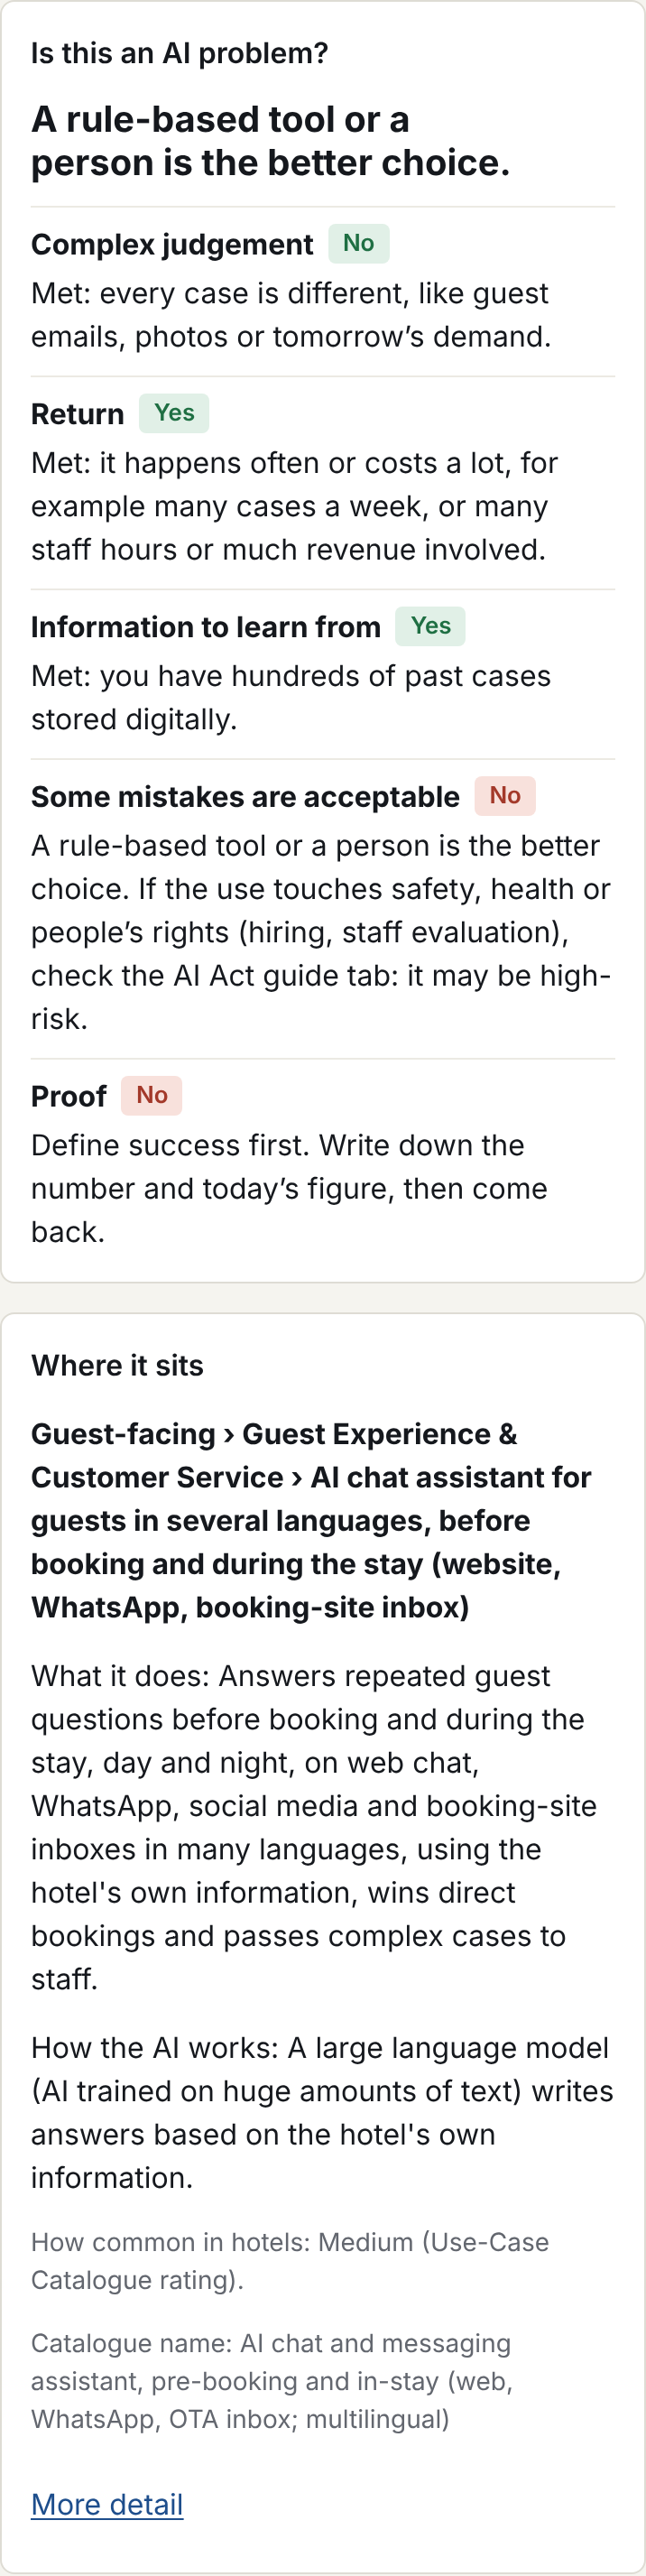 Is this an AI problem?
A rule-based tool or a
person is the better choice.
Complex judgement No
Met: every case is different, like guest
emails, photos or tomorrow’s demand.
Return Yes
Met: it happens often or costs a lot, for
example many cases a week, or many
staff hours or much revenue involved.
Information to learn from Yes
Met: you have hundreds of past cases
stored digitally.
Some mistakes are acceptable No
A rule-based tool or a person is the better
choice. If the use touches safety, health or
people’s rights (hiring, staff evaluation),
check the AI Act guide tab: it may be high-
risk.
Proof No
Define success first. Write down the
number and today’s figure, then come
back.
Where it sits
Guest-facing › Guest Experience &
Customer Service › AI chat assistant for
guests in several languages, before
booking and during the stay (website,
WhatsApp, booking-site inbox)
What it does: Answers repeated guest
questions before booking and during the
stay, day and night, on web chat,
WhatsApp, social media and booking-site
inboxes in many languages, using the
hotel's own information, wins direct
bookings and passes complex cases to
staff.
How the AI works: A large language model
(AI trained on huge amounts of text) writes
answers based on the hotel's own
information.
How common in hotels: Medium (Use-Case
Catalogue rating).
Catalogue name: AI chat and messaging
assistant, pre-booking and in-stay (web,
WhatsApp, OTA inbox; multilingual)
More detail